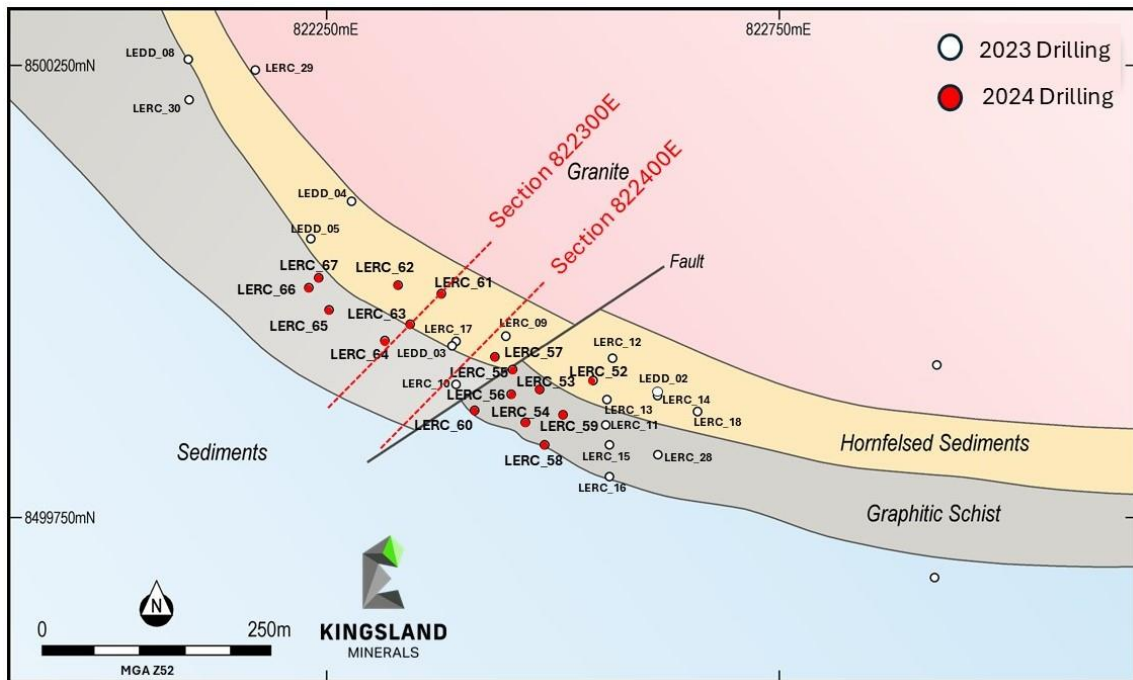 822250mE
822750mE
2023 Drilling
2024 Drilling
LEDD_08
8500250mN
LERC_29
LERC_30
Section 822300E
Section 822400E
Granite
LEDD_04
LEDD_05
Fault
LERC_67
LERC_62
LERC_66
LERC_61
LERC_65
LERC_63
LERC_17
LERC_09
LERC_64
LEDD_03
LERC_57
LERC_12
LERC_55
LERC_52
LERC_10
LERC_53
LEDD_02
LERC_56
LERC_14
LERC_54
LERC_13
LERC_18
LERC_60
LERC_59
LERC_11
LERC_58
LERC_15
LERC_28
LERC_16
Hornfelsed Sediments
Sediments
Graphitic Schist
8499750mN
N
0
250m
MGA Z52
KINGSLAND
MINERALS